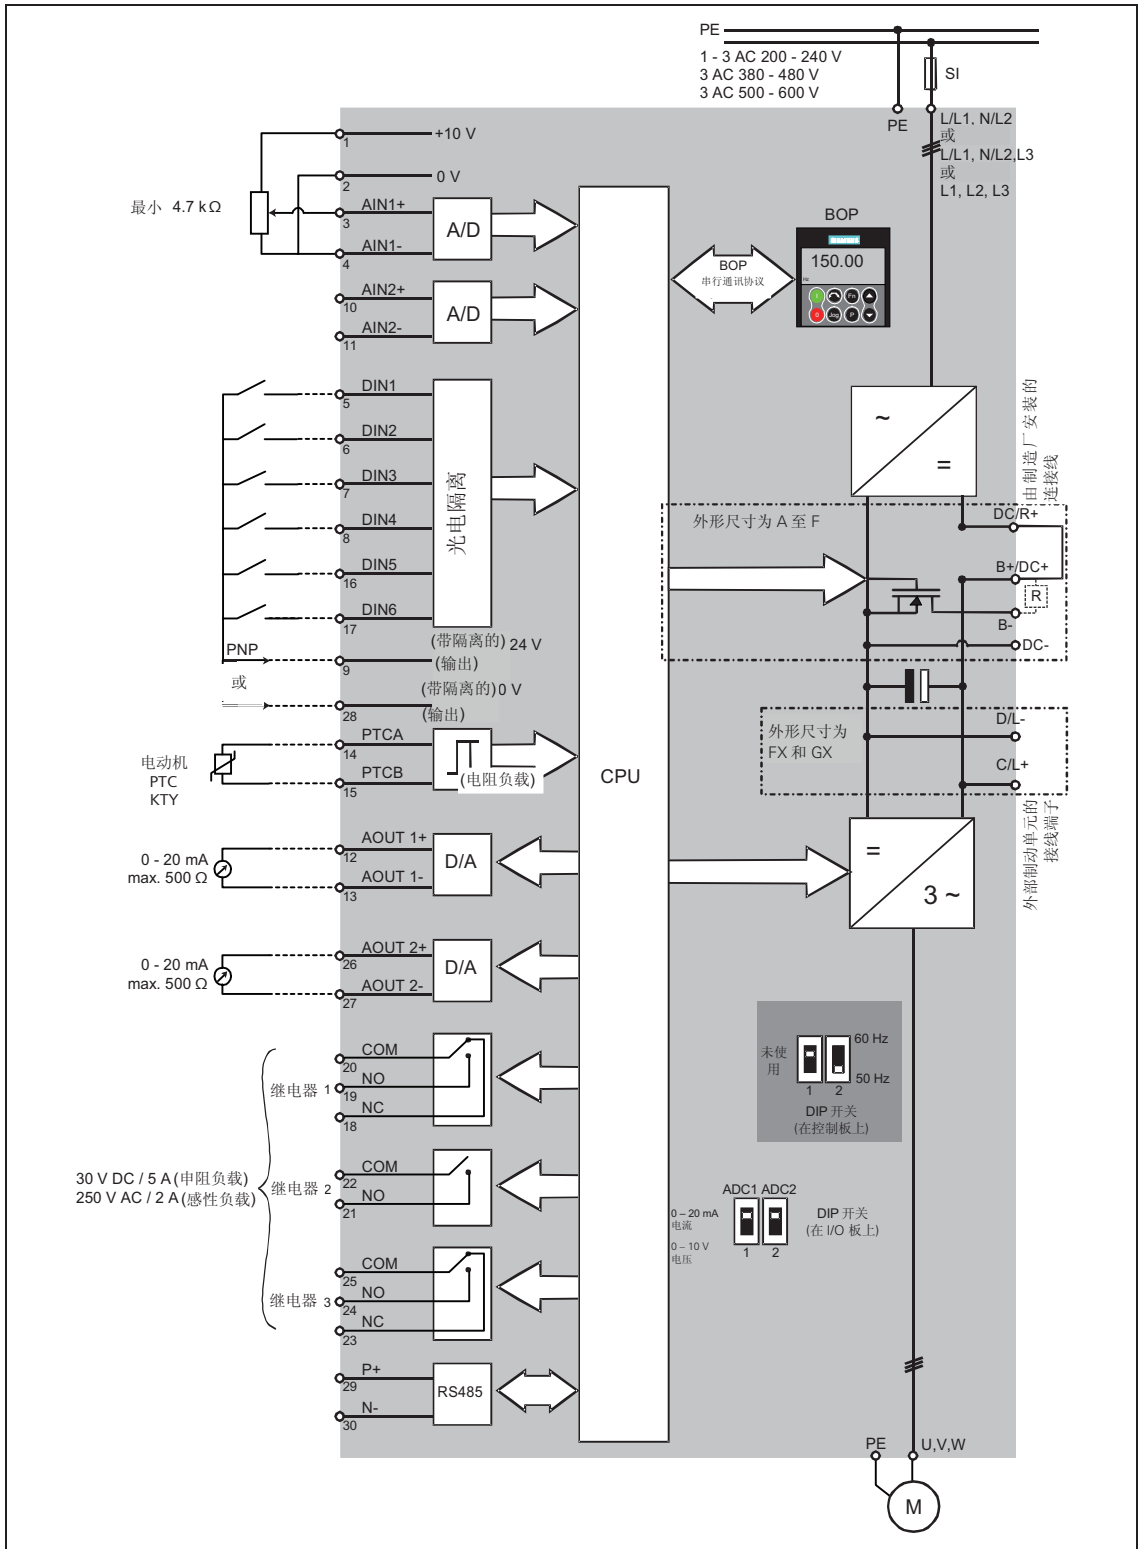 PE
1 - 3 AC 200 - 240 V
3 AC 380 - 480 V
3 AC 500 - 600 V
SI
PE
L/L1, N/L2
或
L/L1, N/L2,L3
或
L1, L2, L3
1
+10 V
2
0 V
最小 4.7 kΩ
AIN1+
3
AIN1-
4
A/D
AIN2+
10
AIN2-
11
A/D
BOP
串行通讯协议
BOP
SIEMENS
150.00
Hz
I
Fn
0
Jog
P
DIN1
5
DIN2
6
DIN3
7
DIN4
8
DIN5
16
DIN6
17
光电隔离
PNP
或
9
(带隔离的) 24 V
(输出)
28
(带隔离的) 0 V
(输出)
~
=
由制造厂安装的
连接线
外形尺寸为 A 至 F
DC/R+
B+/DC+
R
B-
DC-
电动机
PTC
KTY
PTCA
14
PTCB
15
(电阻负载)
CPU
外形尺寸为
FX 和 GX
D/L-
C/L+
外部制动单元的
接线端子
0 - 20 mA
max. 500 Ω
AOUT 1+
12
AOUT 1-
13
D/A
=
3 ~
0 - 20 mA
max. 500 Ω
AOUT 2+
26
AOUT 2-
27
D/A
未使
用
60 Hz
50 Hz
1
2
DIP 开关
(在控制板上)
继电器 1
COM
20
NO
19
NC
18
30 V DC / 5 A (申阻负载)
250 V AC / 2 A (感性负载)
继电器 2
COM
22
NO
21
ADC1 ADC2
0 – 20 mA
电流
0 – 10 V
电压
1
2
DIP 开关
(在 I/O 板上)
继电器 3
COM
25
NO
24
NC
23
P+
29
N-
30
RS485
PE
U,V,W
M